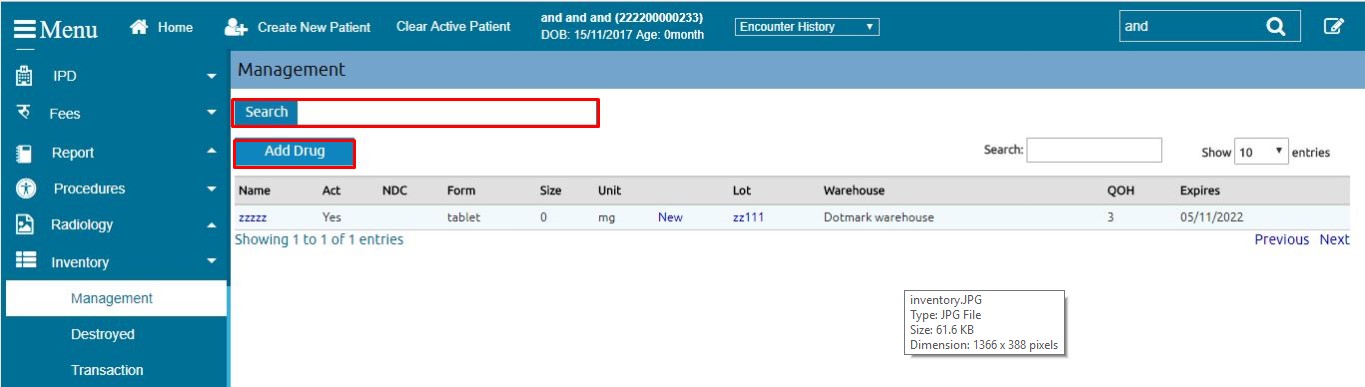 Menu
Home
Create New Patient
Clear Active Patient
and and and (222200000233)
DOB: 15/11/2017 Age: 0month
Encounter History
and
IPD
Fees
Report
Procedures
Radiology
Inventory
Management
Destroyed
Transaction
Management
Search
Add Drug
Search:
Show 10 entries
Name Act NDC Form Size Unit Lot Warehouse QOH Expires
zzzzz Yes tablet 0 mg New zz111 Dotmark warehouse 3 05/11/2022
Showing 1 to 1 of 1 entries
Previous Next
inventory.JPG
Type: JPG File
Size: 61.6 KB
Dimension: 1366 x 388 pixels